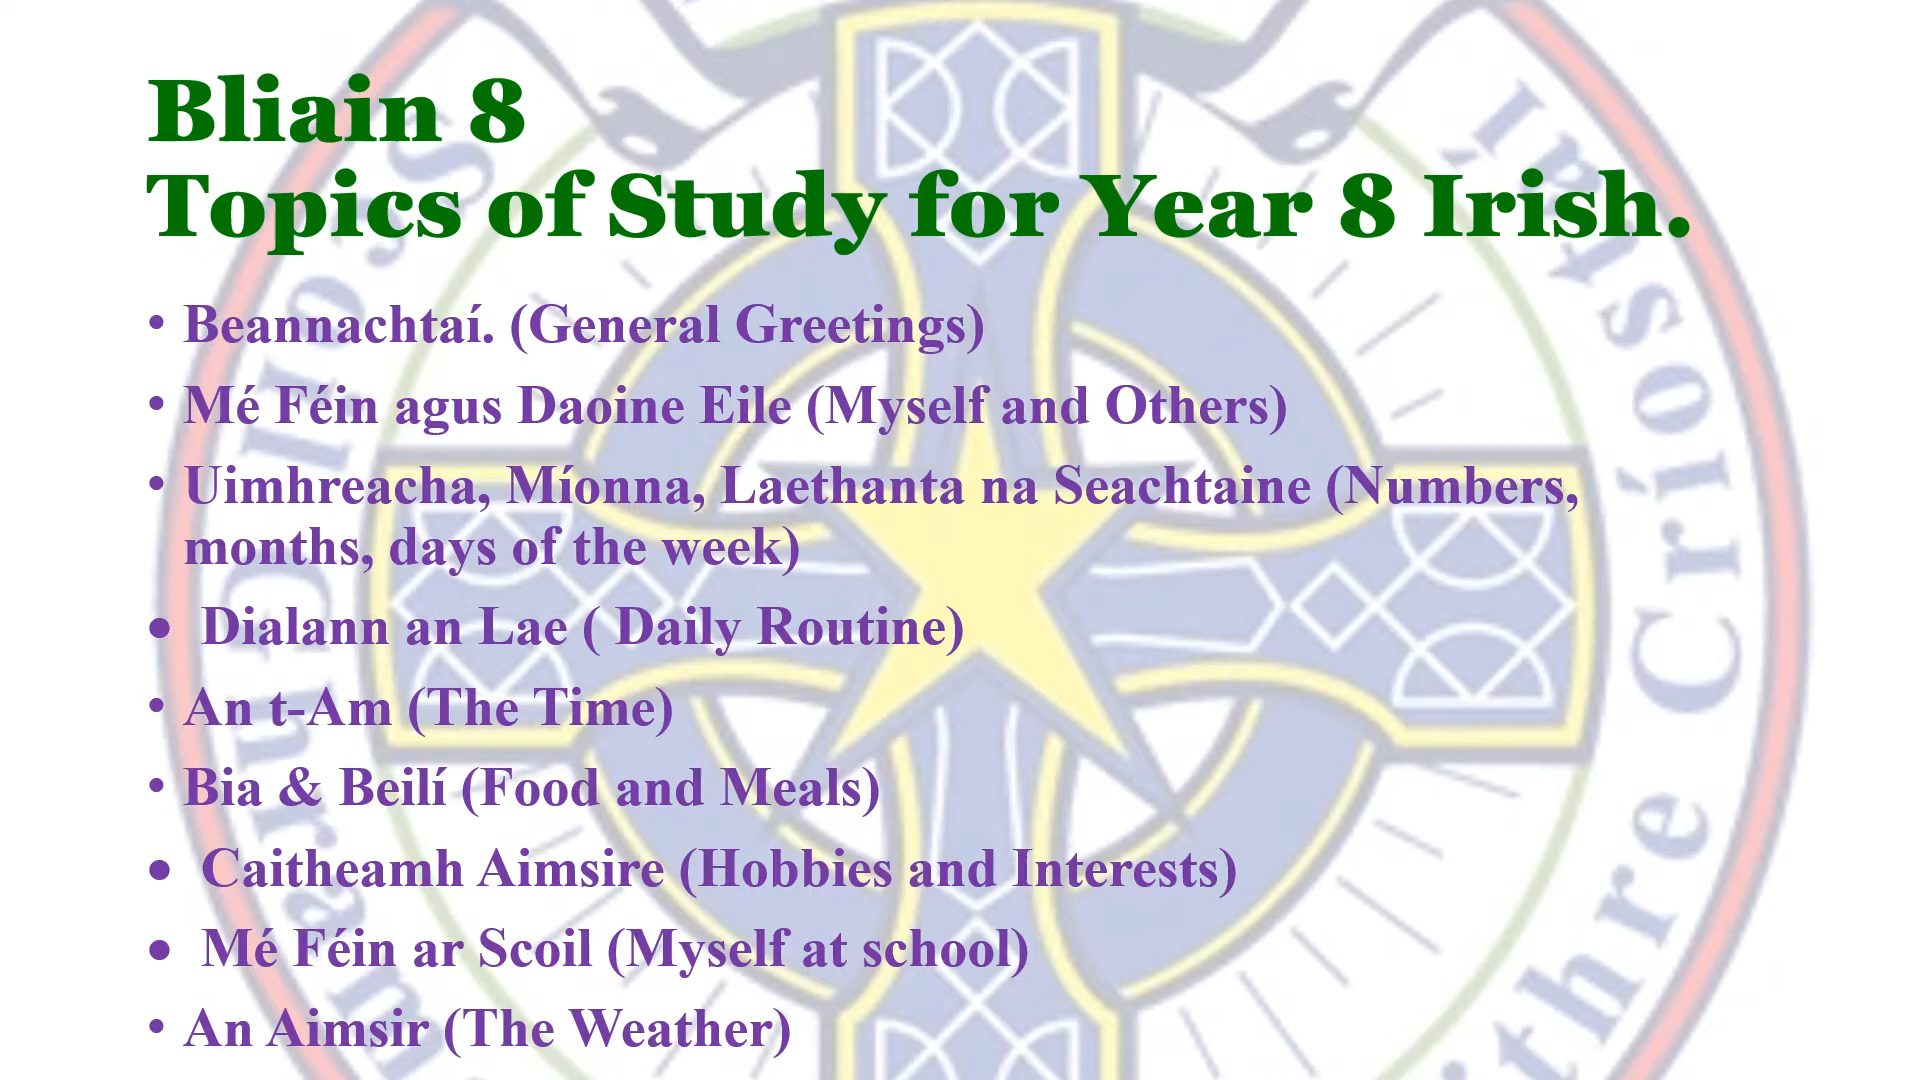 Bliain 8
Topics of Study for Year 8 Irish.
• Beannachtaí. (General Greetings)
• Mé Féin agus Daoine Eile (Myself and Others)
• Uimhreacha, Míonna, Laethanta na Seachtaine (Numbers,
months, days of the week)
• Dialann an Lae ( Daily Routine)
• An t-Am (The Time)
• Bia & Beilí (Food and Meals)
• Caitheamh Aimsire (Hobbies and Interests)
• Mé Féin ar Scoil (Myself at school)
• An Aimsir (The Weather)
Críostaí